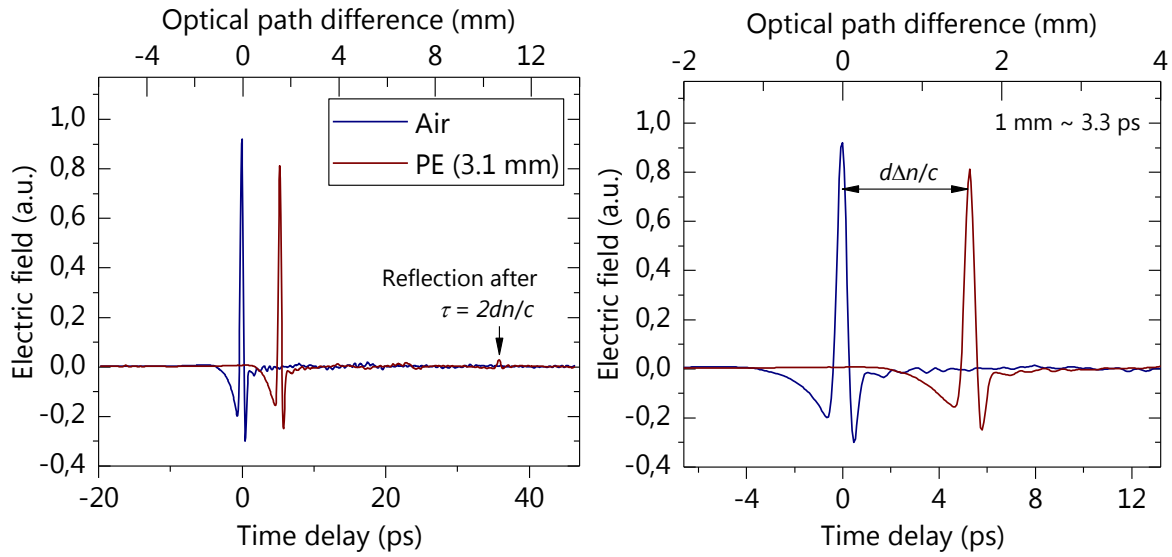 Optical path difference (mm)
-4 0 4 8 12
1,0
0,8
0,6
0,4
0,2
0,0
-0,2
-0,4
Electric field (a.u.)
Air
PE (3.1 mm)
Reflection after
τ = 2dn/c
-20 0 20 40
Time delay (ps)
Optical path difference (mm)
-2 0 2 4
1,0
0,8
0,6
0,4
0,2
0,0
-0,2
-0,4
Electric field (a.u.)
1 mm ~ 3.3 ps
dΔn/c
-4 0 4 8 12
Time delay (ps)